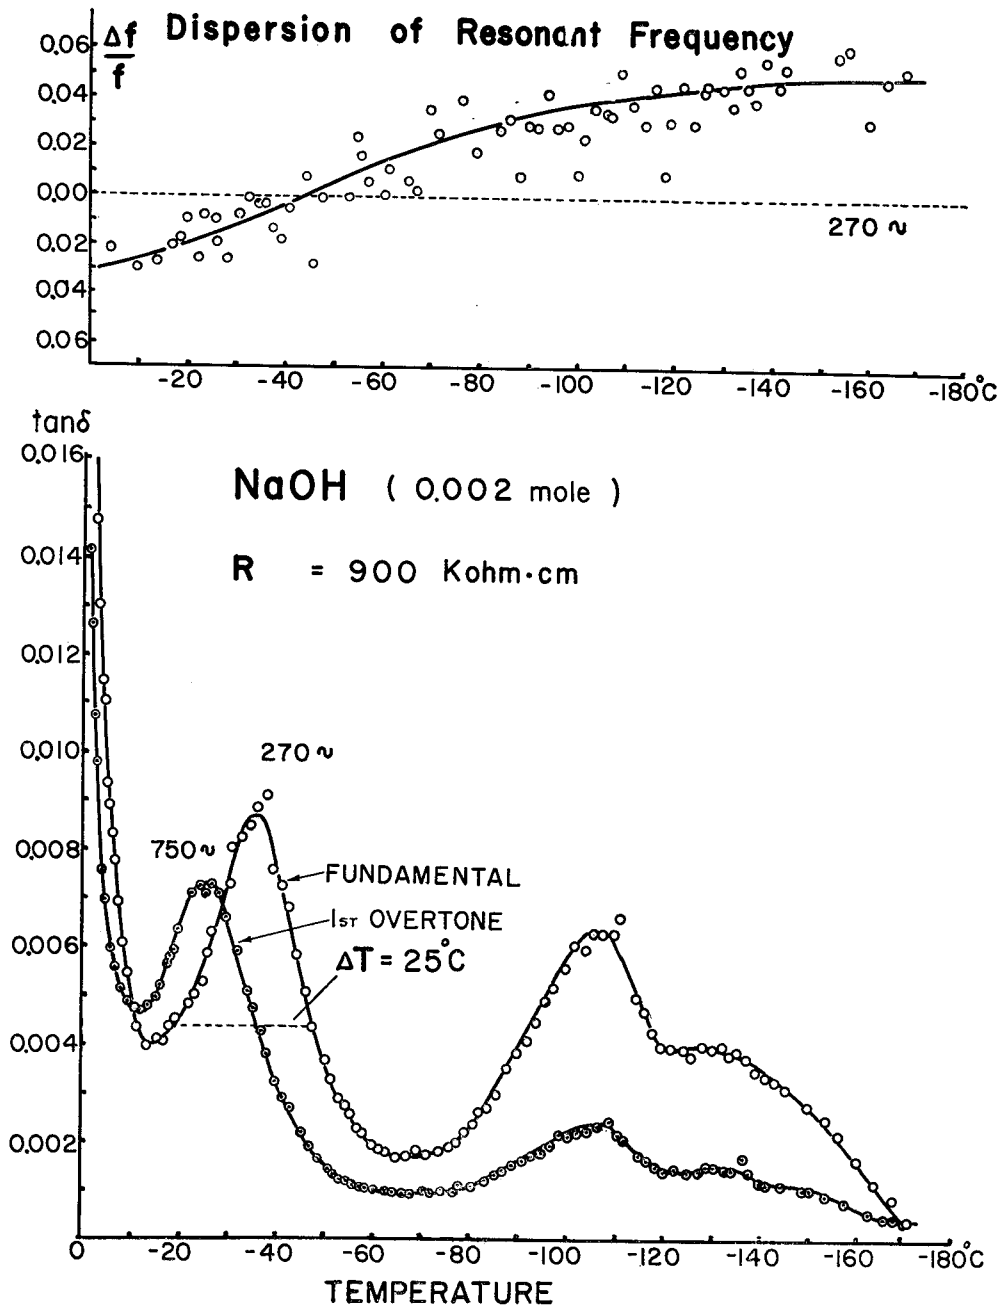 Δf/f Dispersion of Resonant Frequency
0.06
0.04
0.02
0.00
0.02
0.04
0.06
270 ~
-20 -40 -60 -80 -100 -120 -140 -160 -180°C
tanδ
0.016
0.014
0.012
0.010
0.008
0.006
0.004
0.002
NaOH ( 0.002 mole )
R = 900 Kohm·cm
270 ~
750 ~
FUNDAMENTAL
1ST OVERTONE
ΔT = 25°C
0 -20 -40 -60 -80 -100 -120 -140 -160 -180°C
TEMPERATURE